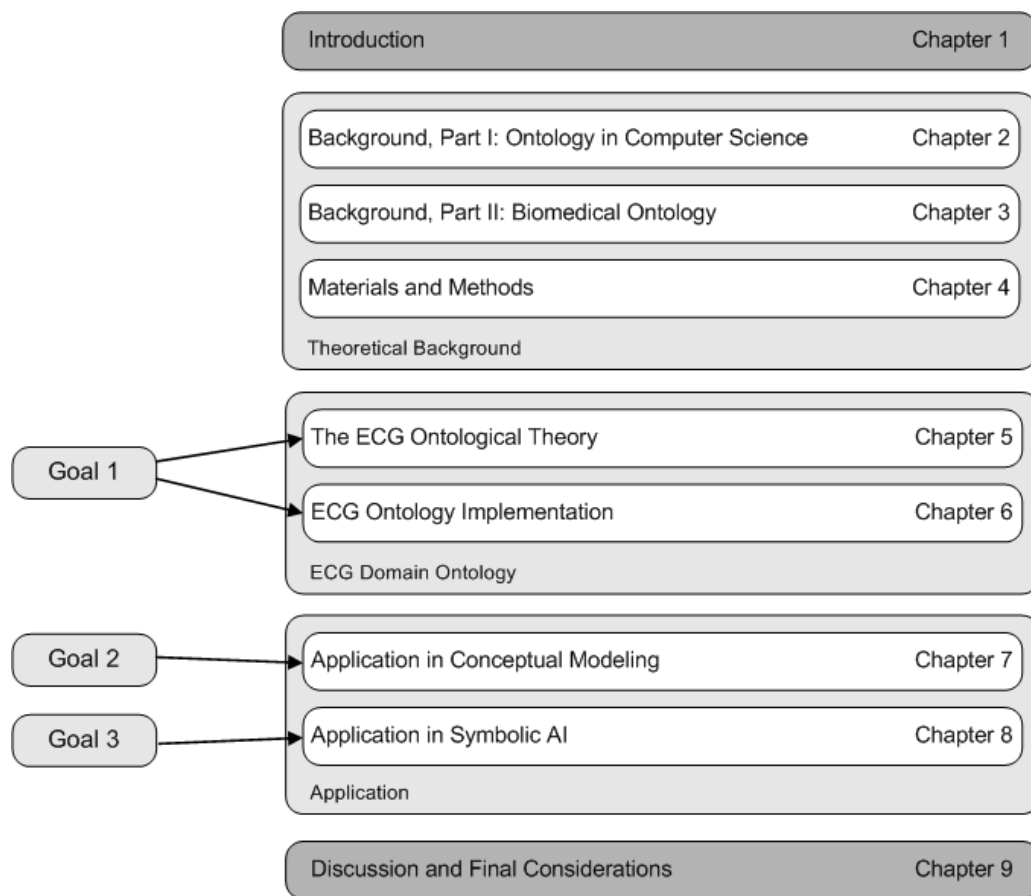 Introduction Chapter 1
Background, Part I: Ontology in Computer Science Chapter 2
Background, Part II: Biomedical Ontology Chapter 3
Materials and Methods Chapter 4
Theoretical Background
Goal 1
The ECG Ontological Theory Chapter 5
ECG Ontology Implementation Chapter 6
ECG Domain Ontology
Goal 2
Application in Conceptual Modeling Chapter 7
Goal 3
Application in Symbolic AI Chapter 8
Application
Discussion and Final Considerations Chapter 9